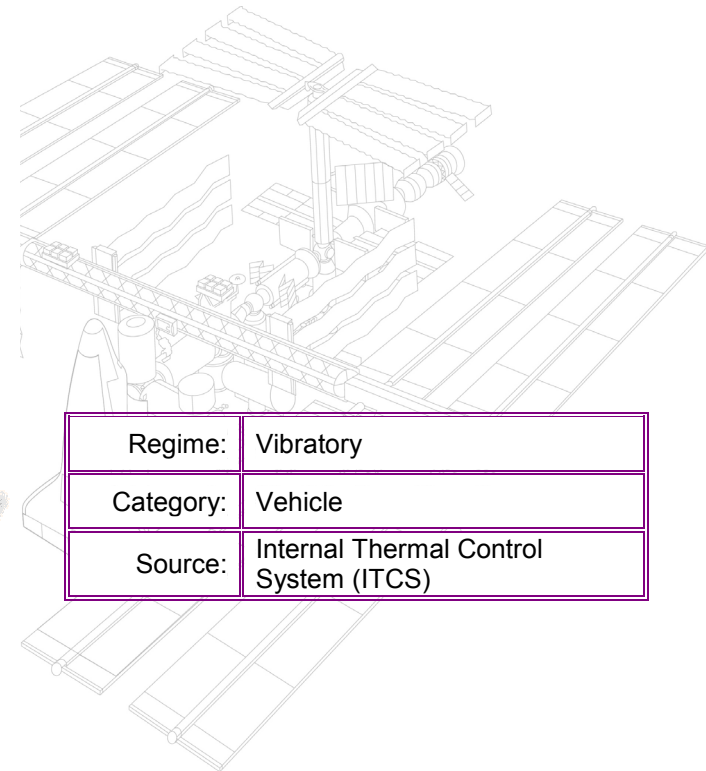 Regime: Vibratory
Category: Vehicle
Source: Internal Thermal Control
System (ITCS)